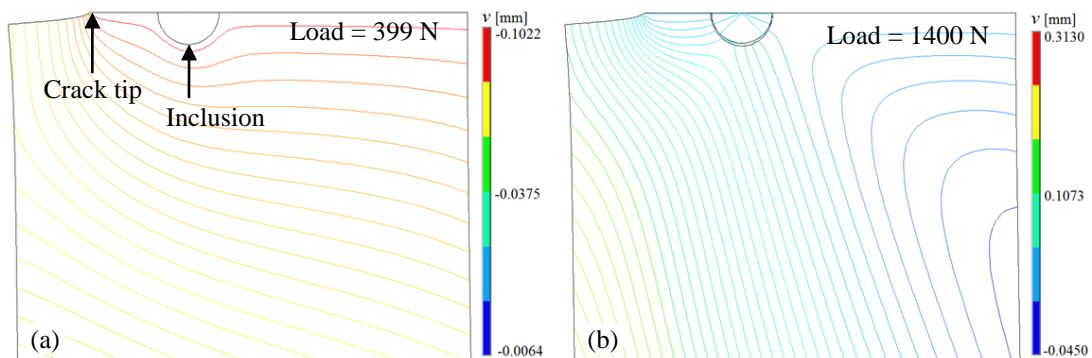 Load = 399 N
v [mm]
-0.1022
Crack tip
Inclusion
-0.0375
(a)
-0.0064
Load = 1400 N
v [mm]
0.3130
0.1073
(b)
-0.0450